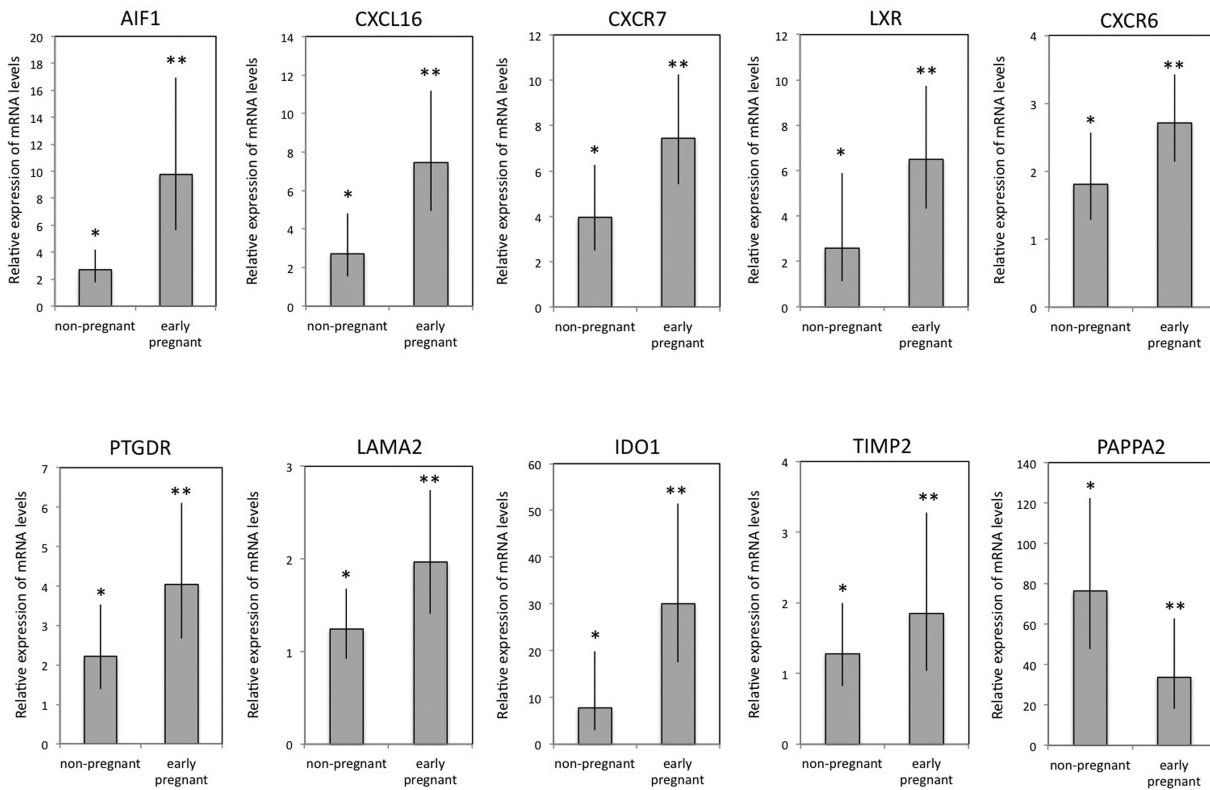 AIF1
Relative expression of mRNA levels
20
18
16
14
12
10
8
6
4
2
0
*
**
non-pregnant
early
pregnant
CXCL16
Relative expression of mRNA levels
14
12
10
8
6
4
2
0
*
**
non-pregnant
early
pregnant
CXCR7
Relative expression of mRNA levels
12
10
8
6
4
2
0
*
**
non-pregnant
early
pregnant
LXR
Relative expression of mRNA levels
12
10
8
6
4
2
0
*
**
non-pregnant
early
pregnant
CXCR6
Relative expression of mRNA levels
4
3
2
1
0
*
**
non-pregnant
early
pregnant
PTGDR
Relative expression of mRNA levels
7
6
5
4
3
2
1
0
*
**
non-pregnant
early
pregnant
LAMA2
Relative expression of mRNA levels
3
2
1
0
*
**
non-pregnant
early
pregnant
IDO1
Relative expression of mRNA levels
60
50
40
30
20
10
0
*
**
non-pregnant
early
pregnant
TIMP2
Relative expression of mRNA levels
4
3
2
1
0
*
**
non-pregnant
early
pregnant
PAPPA2
Relative expression of mRNA levels
140
120
100
80
60
40
20
0
*
**
non-pregnant
early
pregnant